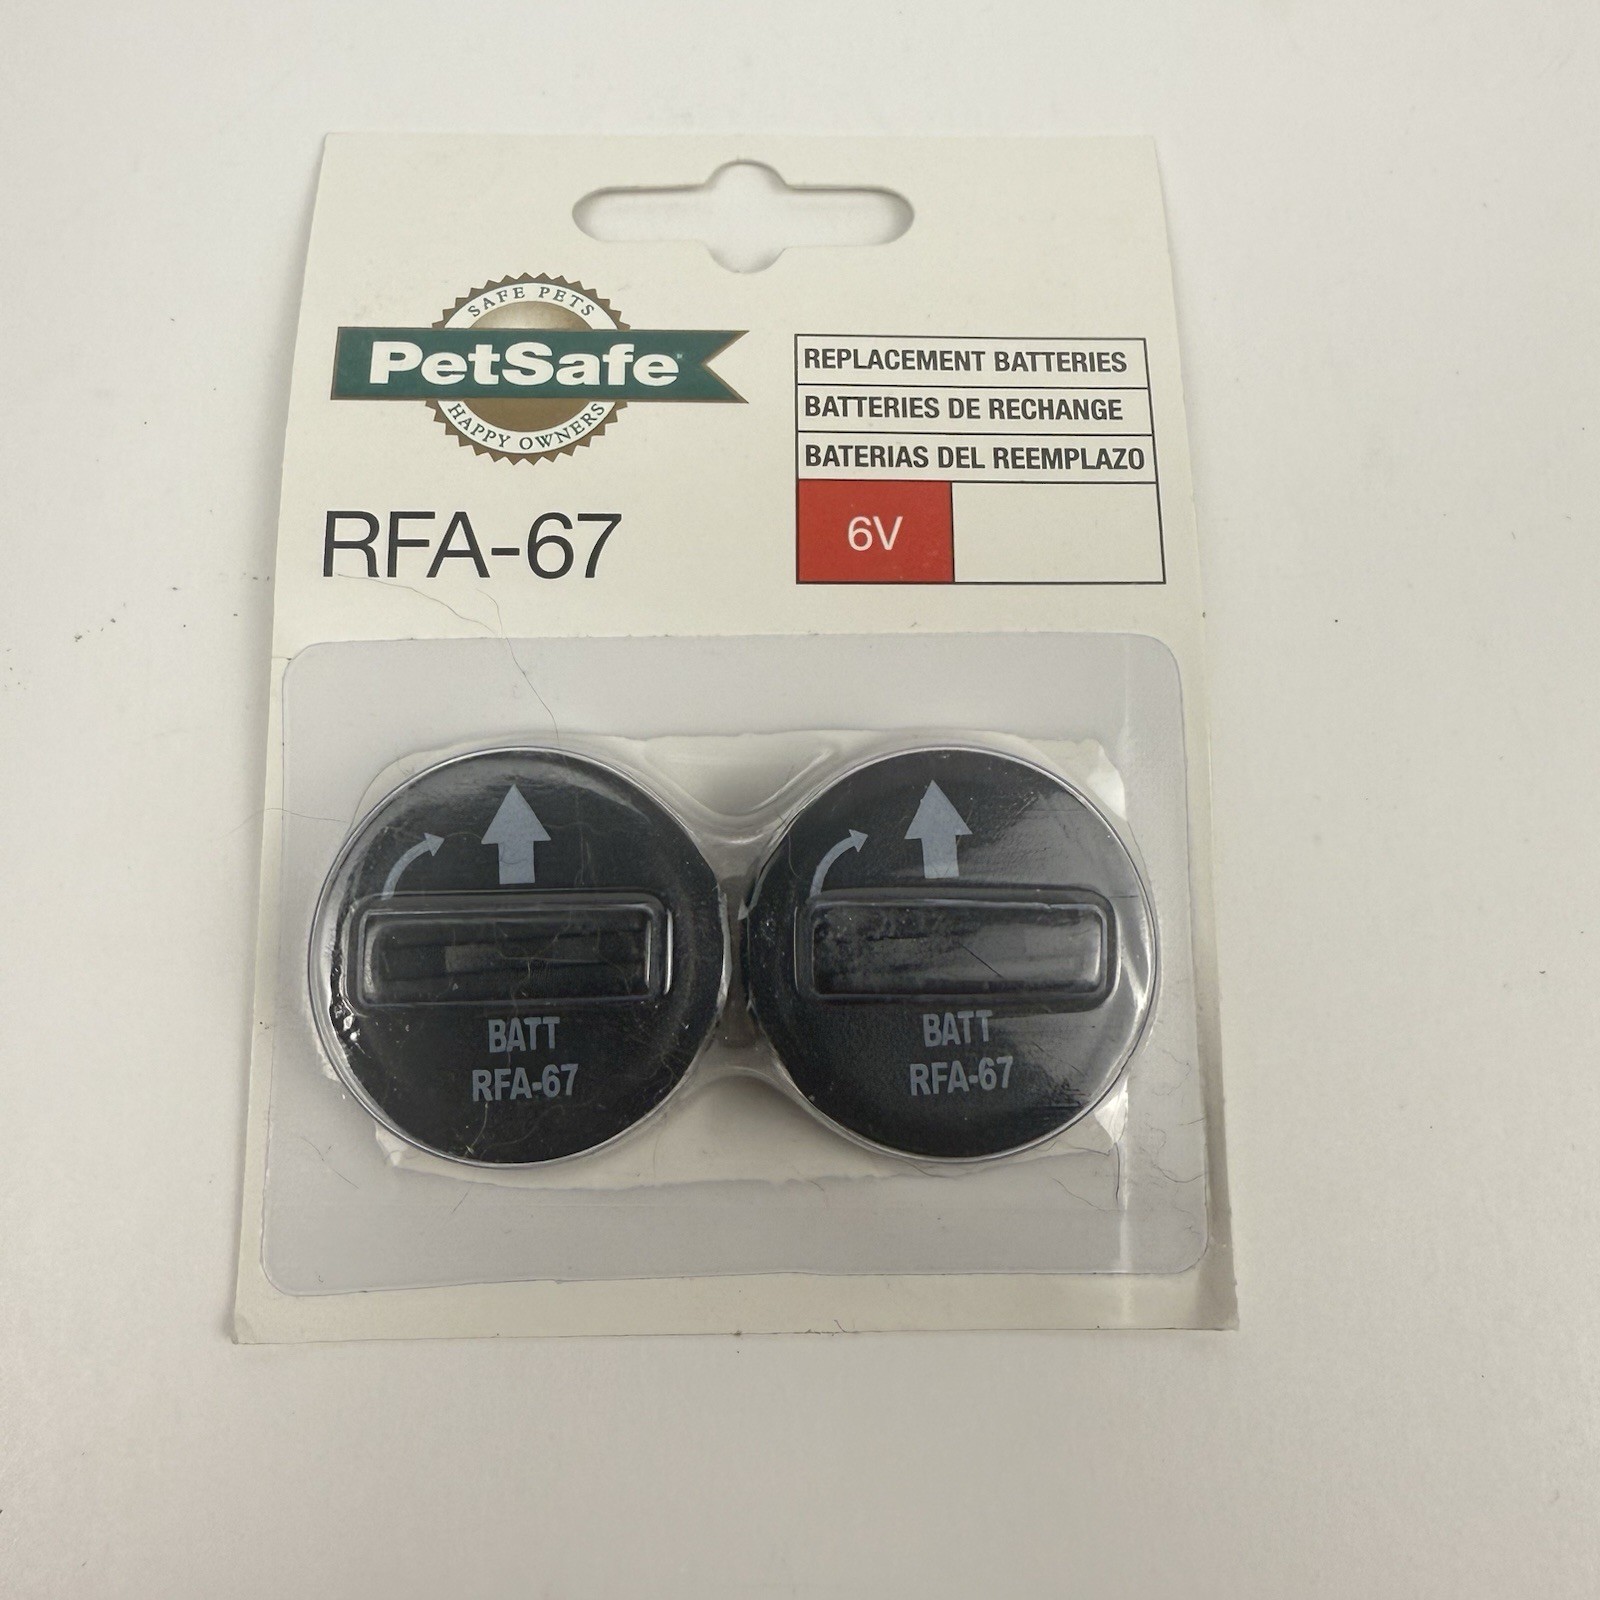 SAFE PETS
PetSafe
HAPPY OWNERS
RFA-67
REPLACEMENT BATTERIES
BATTERIES DE RECHANGE
BATERIAS DEL REEMPLAZO
6V
BATT
RFA-67
BATT
RFA-67